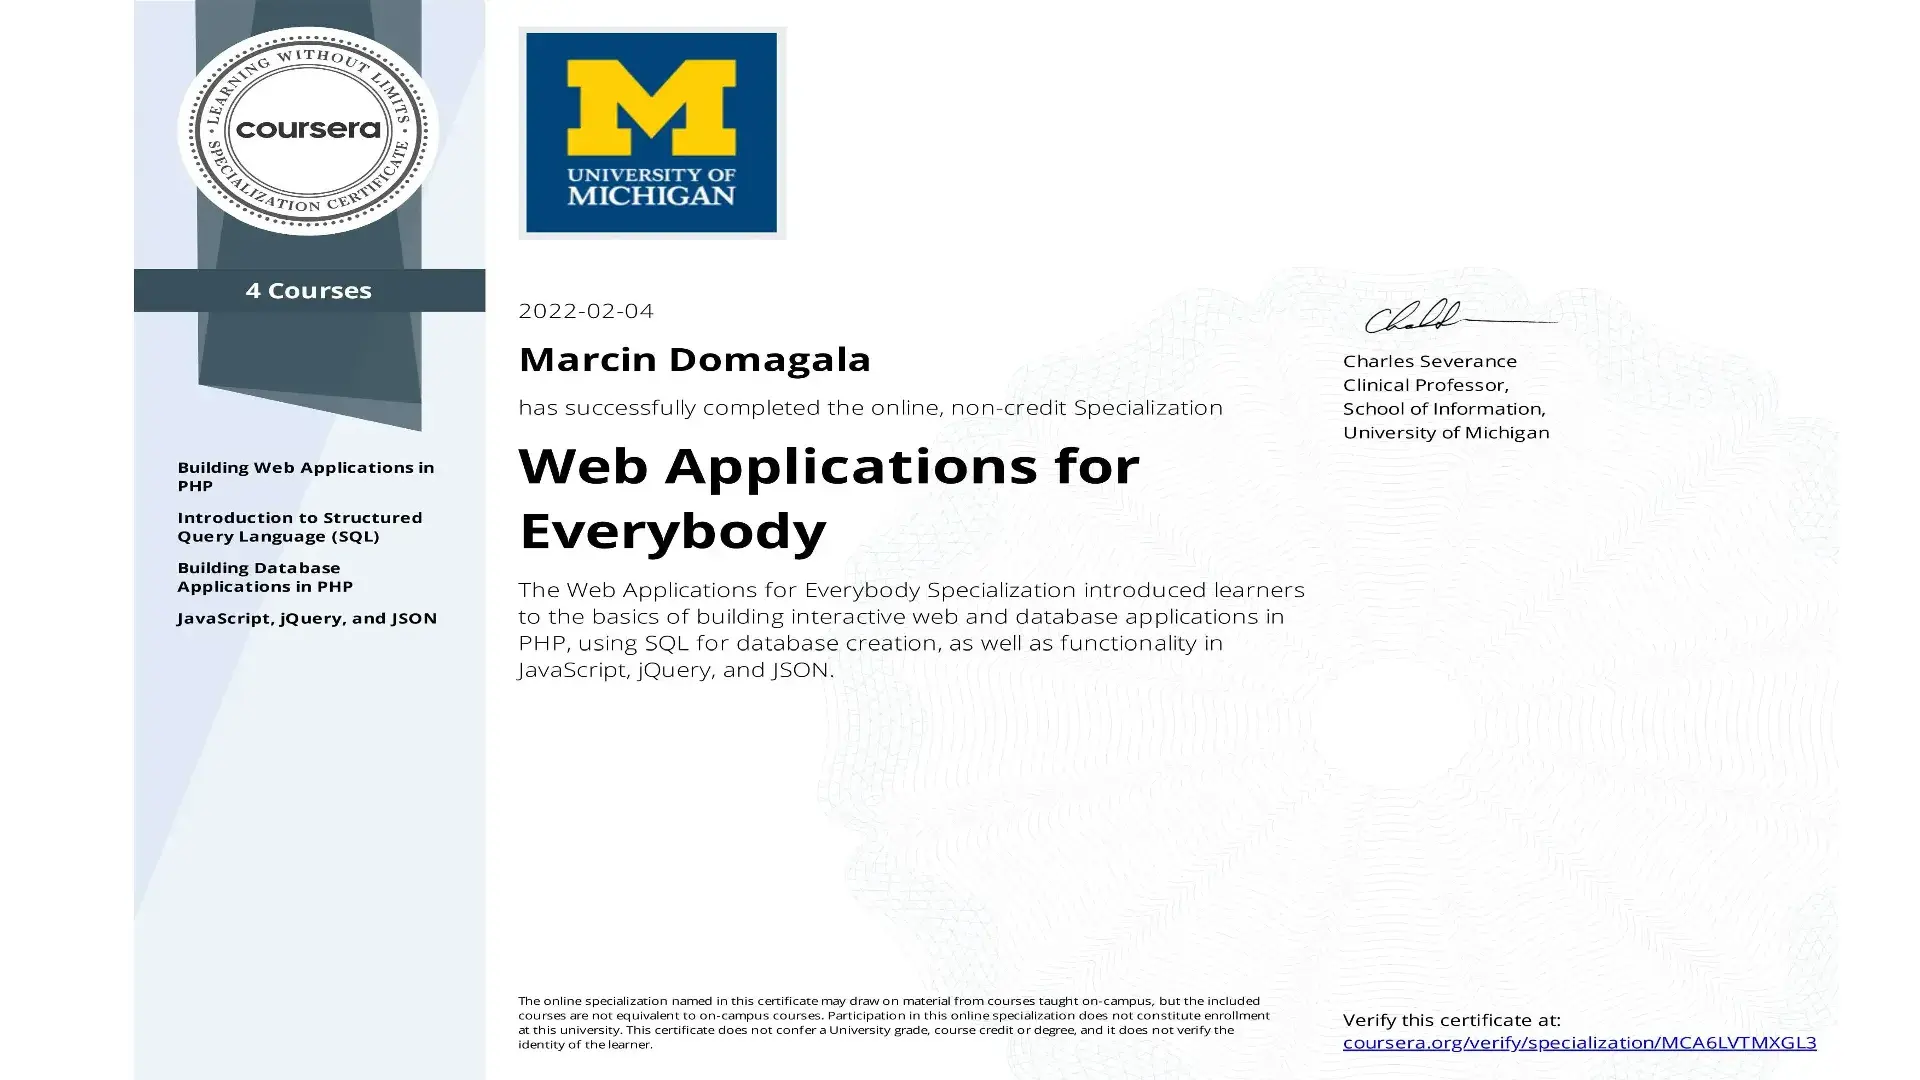 LEARNING WITHOUT LIMITS
coursera
SPECIALIZATION CERTIFICATE
4 Courses
Building Web Applications in
PHP
Introduction to Structured
Query Language (SQL)
Building Database
Applications in PHP
JavaScript, jQuery, and JSON
M
UNIVERSITY OF
MICHIGAN
2022-02-04
Marcin Domagala
has successfully completed the online, non-credit Specialization
Web Applications for
Everybody
The Web Applications for Everybody Specialization introduced learners
to the basics of building interactive web and database applications in
PHP, using SQL for database creation, as well as functionality in
JavaScript, jQuery, and JSON.
Charles Severance
Clinical Professor,
School of Information,
University of Michigan
The online specialization named in this certificate may draw on material from courses taught on-campus, but the included
courses are not equivalent to on-campus courses. Participation in this online specialization does not constitute enrollment
at this university. This certificate does not confer a University grade, course credit or degree, and it does not verify the
identity of the learner.
Verify this certificate at:
coursera.org/verify/specialization/MCA6LVTMXGL3